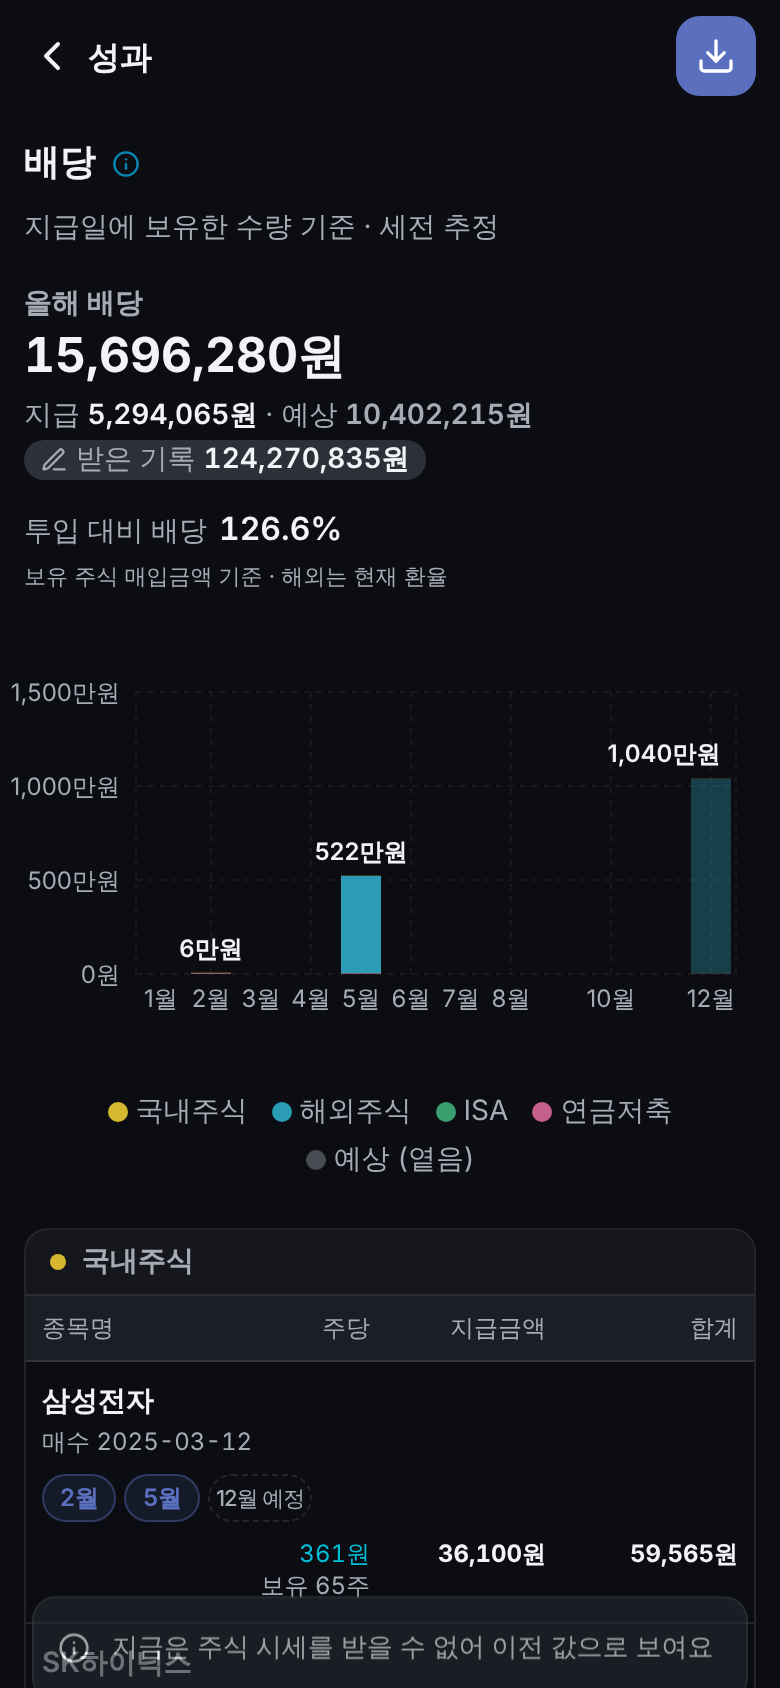 성과
배당
지급일에 보유한 수량 기준 · 세전 추정
올해 배당
15,696,280원
지급 5,294,065원 · 예상 10,402,215원
받은 기록 124,270,835원
투입 대비 배당 126.6%
보유 주식 매입금액 기준 · 해외는 현재 환율
1,500만원
1,000만원
500만원
0원
1,040만원
522만원
6만원
1월 2월 3월 4월 5월 6월 7월 8월 10월 12월
국내주식 해외주식 ISA 연금저축
예상 (옅음)
국내주식
종목명 주당 지급금액 합계
삼성전자
매수 2025-03-12
2월 5월 12월 예정
361원 36,100원 59,565원
보유 65주
지급은 주식 시세를 받을 수 없어 이전 값으로 보여요
SK하이닉스